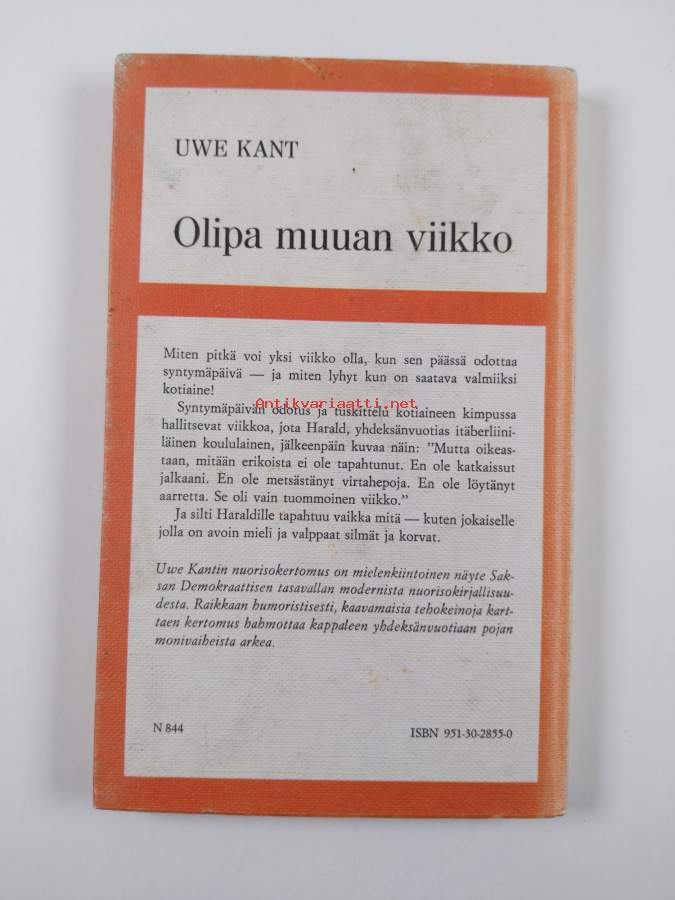 UWE KANT
Olipa muuan viikko
Miten pitkä voi yksi viikko olla, kun sen päässä odottaa
syntymäpäivä — ja miten lyhyt kun on saatava valmiiksi
kotiaine!
Antikvariaatti.net
Syntymäpäivän odotus ja tuskittelu kotiaineen kimpussa
hallitsevat viikkoa, jota Harald, yhdeksänvuotias itäberliini-
läinen koululainen, jälkeenpäin kuvaa näin: ”Mutta oikeas-
taan, mitään erikoista ei ole tapahtunut. En ole katkaissut
jalkaani. En ole metsästänyt virtahepoja. En ole löytänyt
aarretta. Se oli vain tuommoinen viikko.”
Ja silti Haraldille tapahtuu vaikka mitä — kuten jokaiselle
jolla on avoin mieli ja valppaat silmät ja korvat.
Uwe Kantin nuorisokertomus on mielenkiintoinen näyte Sak-
san Demokraattisen tasavallan modernista nuorisokirjallisuu-
desta. Raikkaan humoristisesti, kaavamaisia tehokeinoja kart-
taen kertomus hahmottaa kappaleen yhdeksänvuotiaan pojan
monivaiheista arkea.
N 844
ISBN 951-30-2855-0